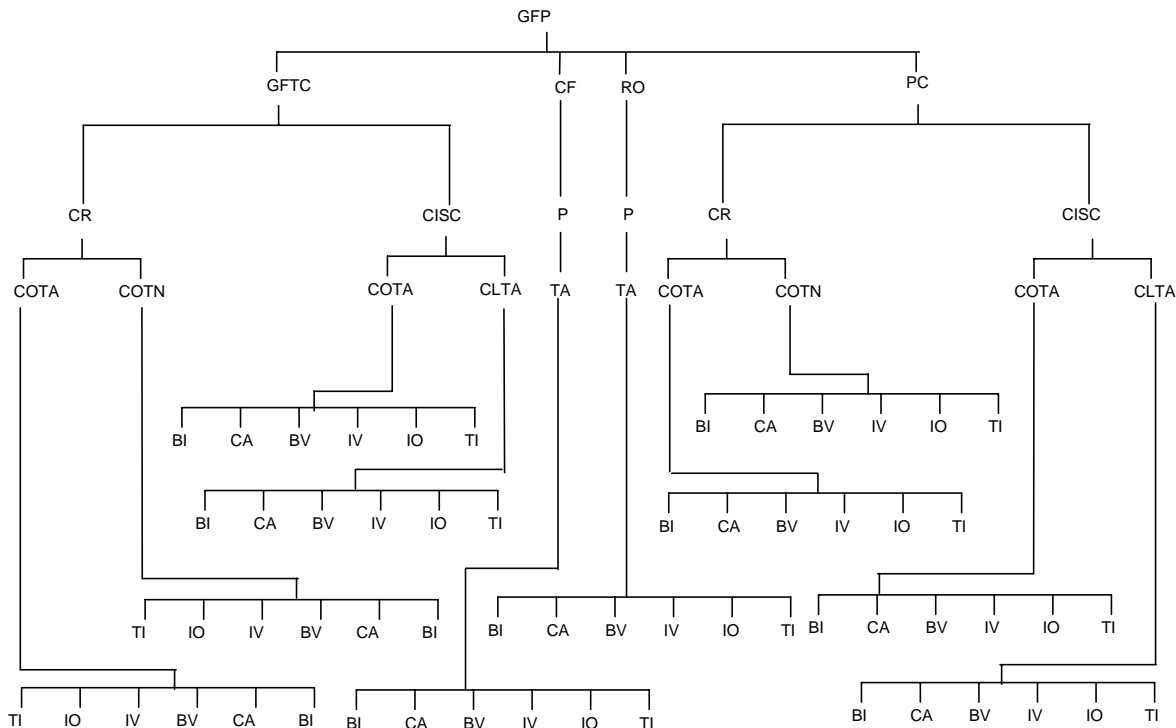 GFP
GFTC CF RO PC
CR CISC P P CR CISC
COTA COTN COTA CLTA TA TA COTA COTN COTA CLTA
BI CA BV IV IO TI
BI CA BV IV IO TI
BI CA BV IV IO TI
BI CA BV IV IO TI
TI IO IV BV CA BI
BI CA BV IV IO TI
BI CA BV IV IO TI
TI IO IV BV CA BI
BI CA BV IV IO TI
BI CA BV IV IO TI